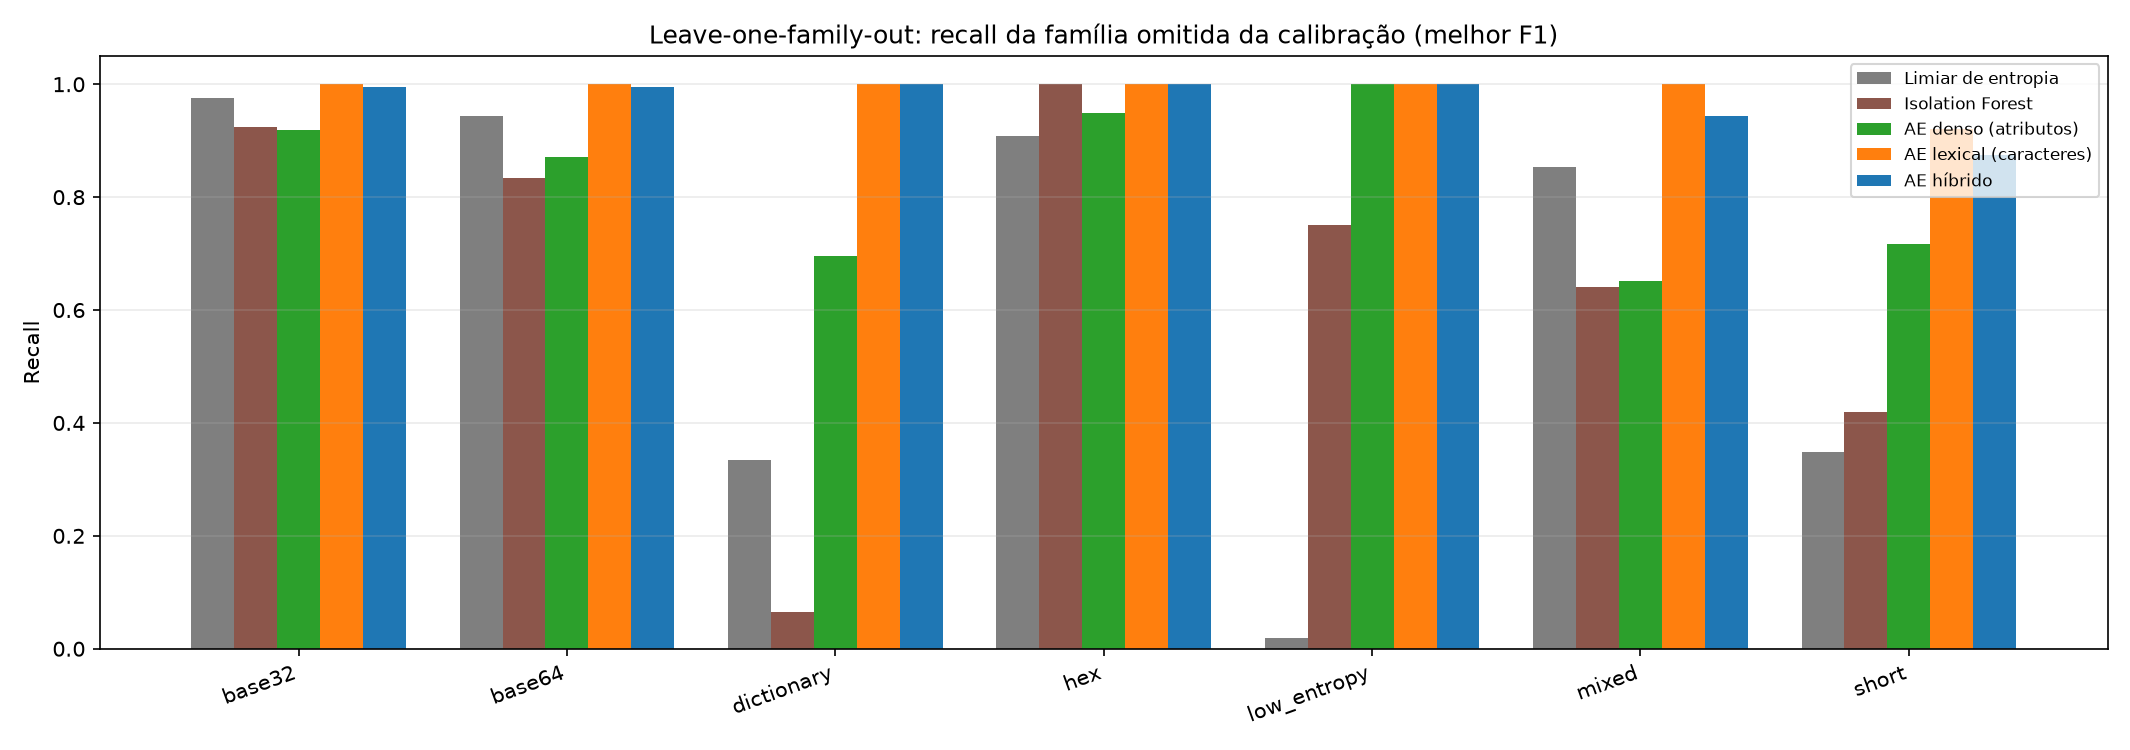 Leave-one-family-out: recall da família omitida da calibração (melhor F1)
Limiar de entropia
Isolation Forest
AE denso (atributos)
AE lexical (caracteres)
AE híbrido
Recall
1.0
0.8
0.6
0.4
0.2
0.0
base32
base64
dictionary
hex
low_entropy
mixed
short